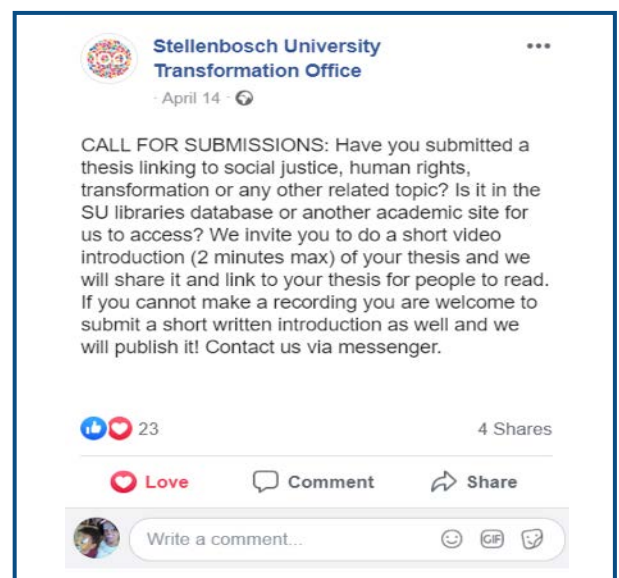 Stellenbosch University
Transformation Office
· April 14 ·
CALL FOR SUBMISSIONS: Have you submitted a
thesis linking to social justice, human rights,
transformation or any other related topic? Is it in the
SU libraries database or another academic site for
us to access? We invite you to do a short video
introduction (2 minutes max) of your thesis and we
will share it and link to your thesis for people to read.
If you cannot make a recording you are welcome to
submit a short written introduction as well and we
will publish it! Contact us via messenger.
23 4 Shares
Love Comment Share
Write a comment... GIF